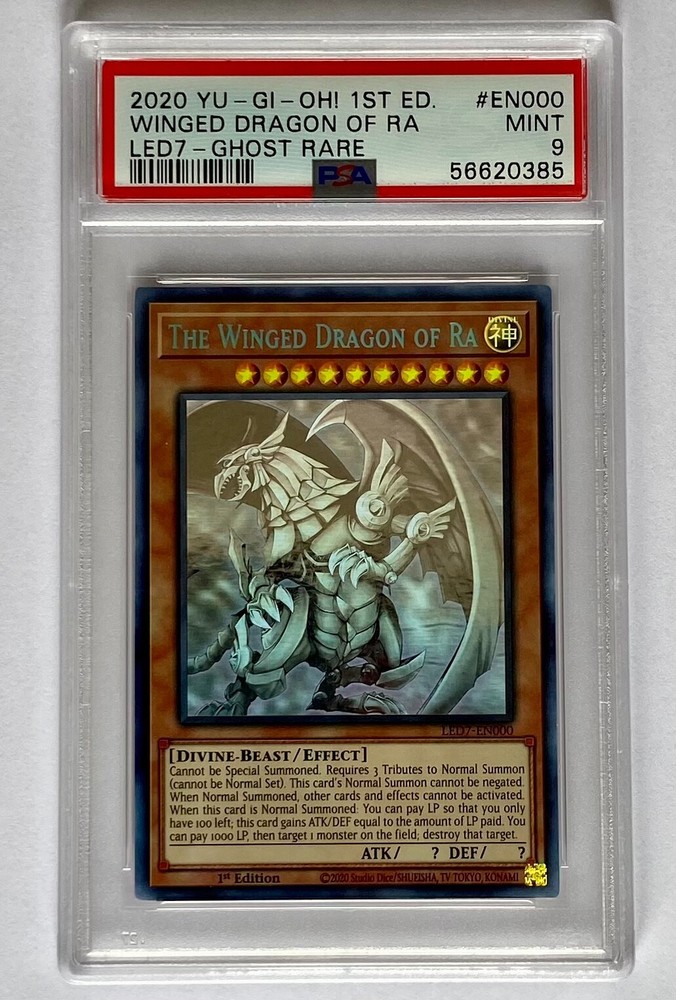 2020 YU-GI-OH! 1ST ED. #EN000
WINGED DRAGON OF RA MINT
LED7-GHOST RARE 9
PSA 56620385
THE WINGED DRAGON OF RA
DIVINE
神
LED7-EN000
[DIVINE-BEAST/EFFECT]
Cannot be Special Summoned. Requires 3 Tributes to Normal Summon
(cannot be Normal Set). This card's Normal Summon cannot be negated.
When Normal Summoned, other cards and effects cannot be activated.
When this card is Normal Summoned: You can pay LP so that you only
have 100 left; this card gains ATK/DEF equal to the amount of LP paid. You
can pay 1000 LP, then target 1 monster on the field; destroy that target.
ATK/ ? DEF/ ?
1st Edition ©2020 Studio Dice/SHUEISHA, TV TOKYO, KONAMI